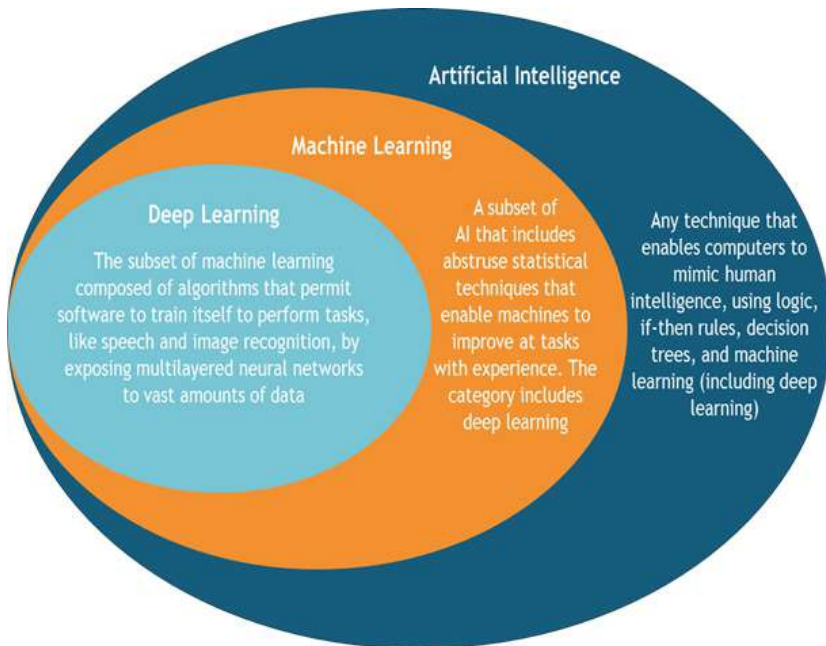 Artificial Intelligence
Machine Learning
Deep Learning
The subset of machine learning
composed of algorithms that permit
software to train itself to perform tasks,
like speech and image recognition, by
exposing multilayered neural networks
to vast amounts of data
A subset of
AI that includes
abstruse statistical
techniques that
enable machines to
improve at tasks
with experience. The
category includes
deep learning
Any technique that
enables computers to
mimic human
intelligence, using logic,
if-then rules, decision
trees, and machine
learning (including deep
learning)